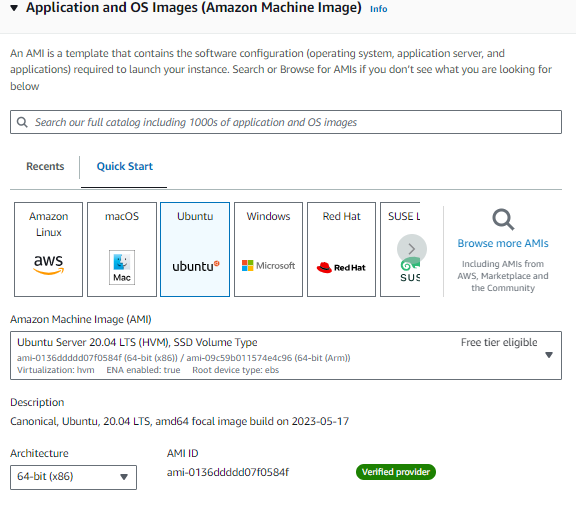 Application and OS Images (Amazon Machine Image) Info
An AMI is a template that contains the software configuration (operating system, application server, and
applications) required to launch your instance. Search or Browse for AMIs if you don't see what you are looking for
below
Search our full catalog including 1000s of application and OS images
Recents
Quick Start
Amazon
Linux
aws
macOS
Mac
Ubuntu
ubuntu
Windows
Microsoft
Red Hat
Red Hat
SUSE L
SUS
Browse more AMIs
Including AMIs from
AWS, Marketplace and
the Community
Amazon Machine Image (AMI)
Ubuntu Server 20.04 LTS (HVM), SSD Volume Type
Free tier eligible
ami-0136ddddd07f0584f (64-bit (x86)) / ami-09c59b011574e4c96 (64-bit (Arm))
Virtualization: hvm ENA enabled: true Root device type: ebs
Description
Canonical, Ubuntu, 20.04 LTS, amd64 focal image build on 2023-05-17
Architecture
AMI ID
64-bit (x86)
ami-0136ddddd07f0584f
Verified provider